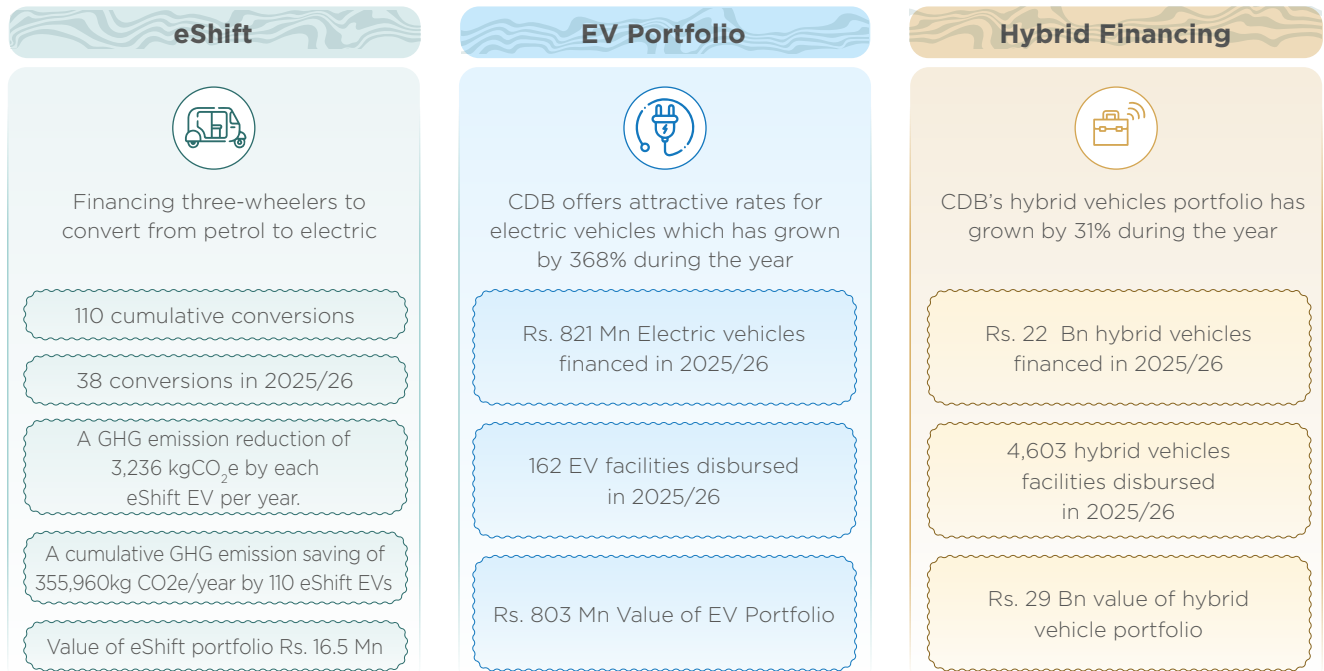 eShift
Financing three-wheelers to
convert from petrol to electric
110 cumulative conversions
38 conversions in 2025/26
A GHG emission reduction of
3,236 kgCO₂e by each
eShift EV per year.
A cumulative GHG emission saving of
355,960kg CO2e/year by 110 eShift EVs
Value of eShift portfolio Rs. 16.5 Mn
EV Portfolio
CDB offers attractive rates for
electric vehicles which has grown
by 368% during the year
Rs. 821 Mn Electric vehicles
financed in 2025/26
162 EV facilities disbursed
in 2025/26
Rs. 803 Mn Value of EV Portfolio
Hybrid Financing
CDB’s hybrid vehicles portfolio has
grown by 31% during the year
Rs. 22 Bn hybrid vehicles
financed in 2025/26
4,603 hybrid vehicles
facilities disbursed
in 2025/26
Rs. 29 Bn value of hybrid
vehicle portfolio